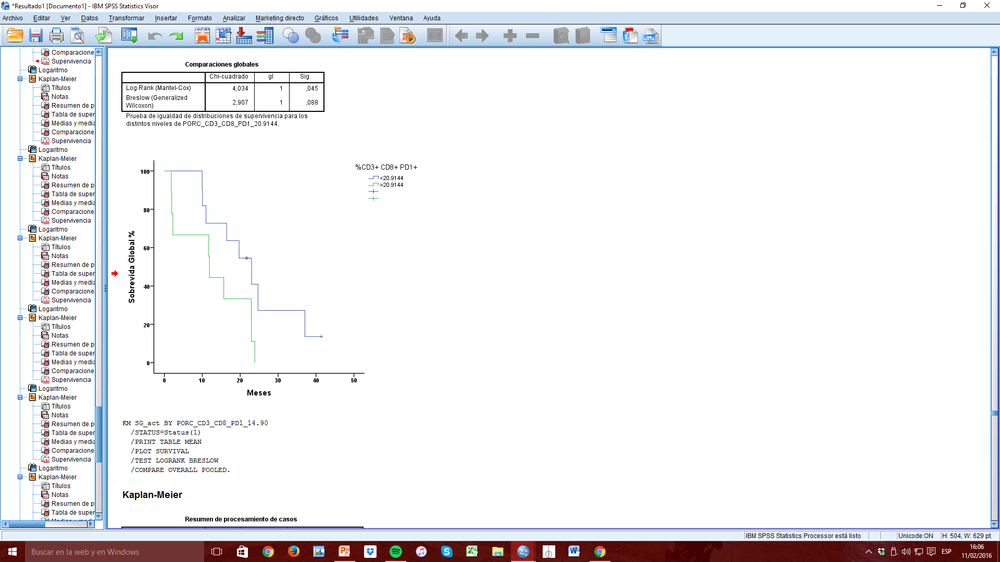 *Resultado1 [Documento1] - IBM SPSS Statistics Visor
Archivo Editar Ver Datos Transformar Insertar Formato Analizar Marketing directo Gráficos Utilidades Ventana Ayuda
Comparacione
Supervivencia
Logaritmo
Kaplan-Meier
Títulos
Notas
Resumen de p
Tabla de super
Medias y media
Comparacione
Supervivencia
Logaritmo
Kaplan-Meier
Títulos
Notas
Resumen de p
Tabla de super
Medias y media
Comparacione
Supervivencia
Logaritmo
Kaplan-Meier
Títulos
Notas
Resumen de p
Tabla de super
Medias y media
Comparacione
Supervivencia
Logaritmo
Kaplan-Meier
Títulos
Notas
Resumen de p
Tabla de super
Medias y media
Comparacione
Supervivencia
Logaritmo
Kaplan-Meier
Títulos
Notas
Resumen de p
Tabla de super
Medias y media
Comparacione
Supervivencia
Logaritmo
Kaplan-Meier
Títulos
Notas
Resumen de p
Tabla de super
Comparaciones globales
Chi-cuadrado gl Sig.
Log Rank (Mantel-Cox) 4,034 1 ,045
Breslow (Generalized
Wilcoxon) 2,907 1 ,088
Prueba de igualdad de distribuciones de supervivencia para los
distintos niveles de PORC_CD3_CD8_PD1_20.9144.
%CD3+ CD8+ PD1+
<20.9144
>20.9144
100
80
60
40
20
0
Sobrevida Global %
0 10 20 30 40 50
Meses
KM SG_act BY PORC_CD3_CD8_PD1_14.90
/STATUS=Status(1)
/PRINT TABLE MEAN
/PLOT SURVIVAL
/TEST LOGRANK BRESLOW
/COMPARE OVERALL POOLED.
Kaplan-Meier
Resumen de procesamiento de casos
IBM SPSS Statistics Processor está listo Unicode:ON H: 504, W: 629 pt.
Buscar en la web y en Windows
ESP
16:06
11/02/2016